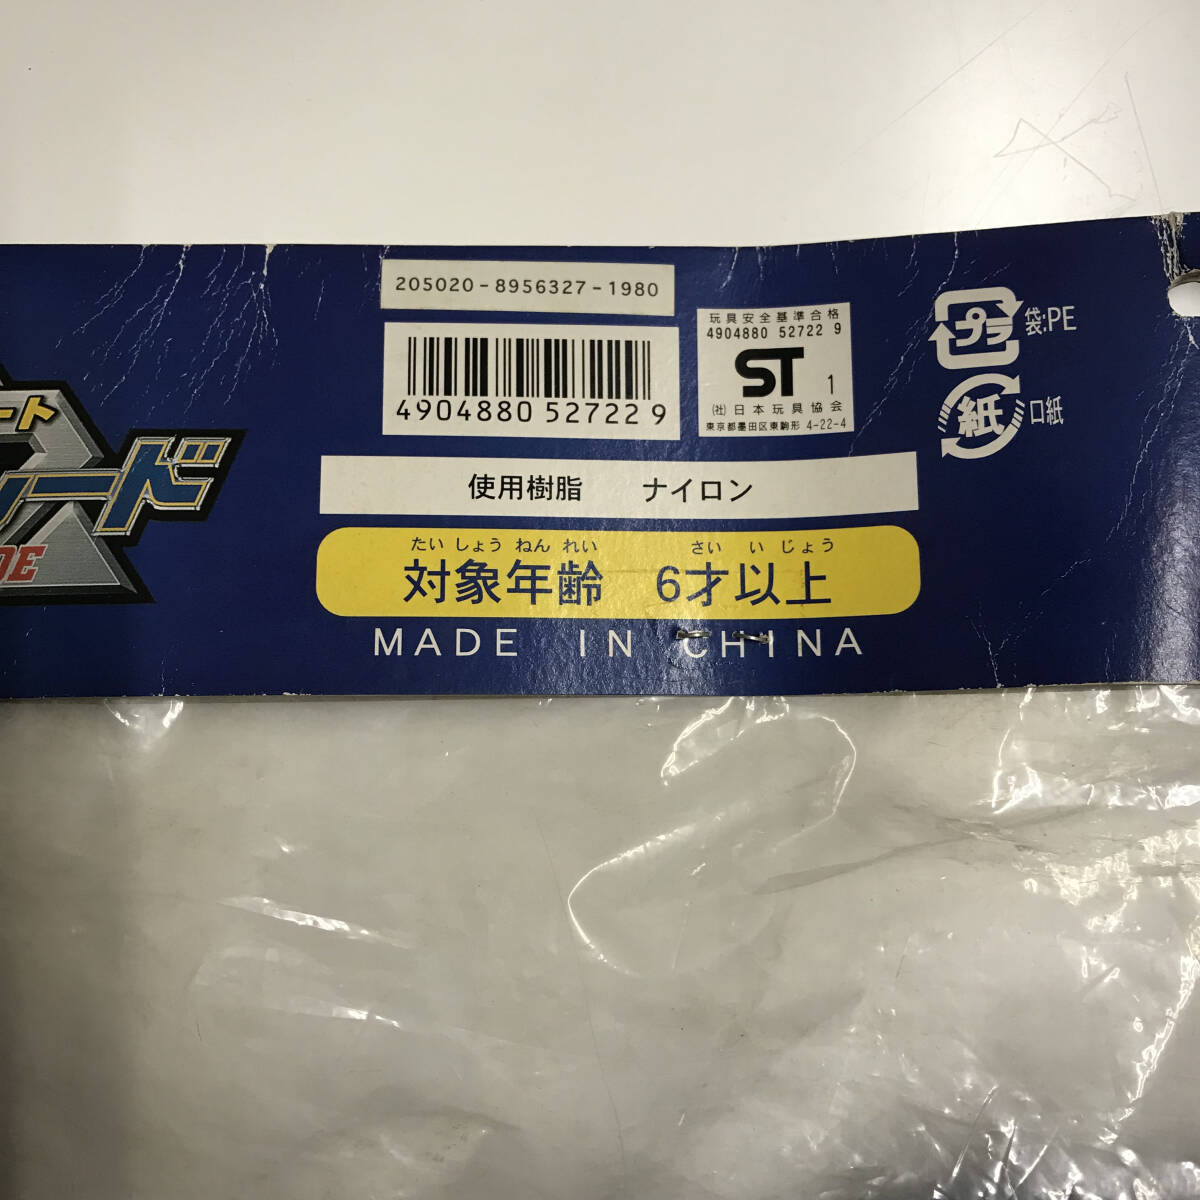 205020-8956327-1980
4904880 527229
玩具安全基準合格
4904880 52722 9
ST 1
(社)日本玩具協会
東京都墨田区東駒形 4-22-4
プラ
袋:PE
紙
口紙
ート
ード
DE
使用樹脂 ナイロン
たいしょうねんれい さいいじょう
対象年齢 6才以上
MADE IN CHINA